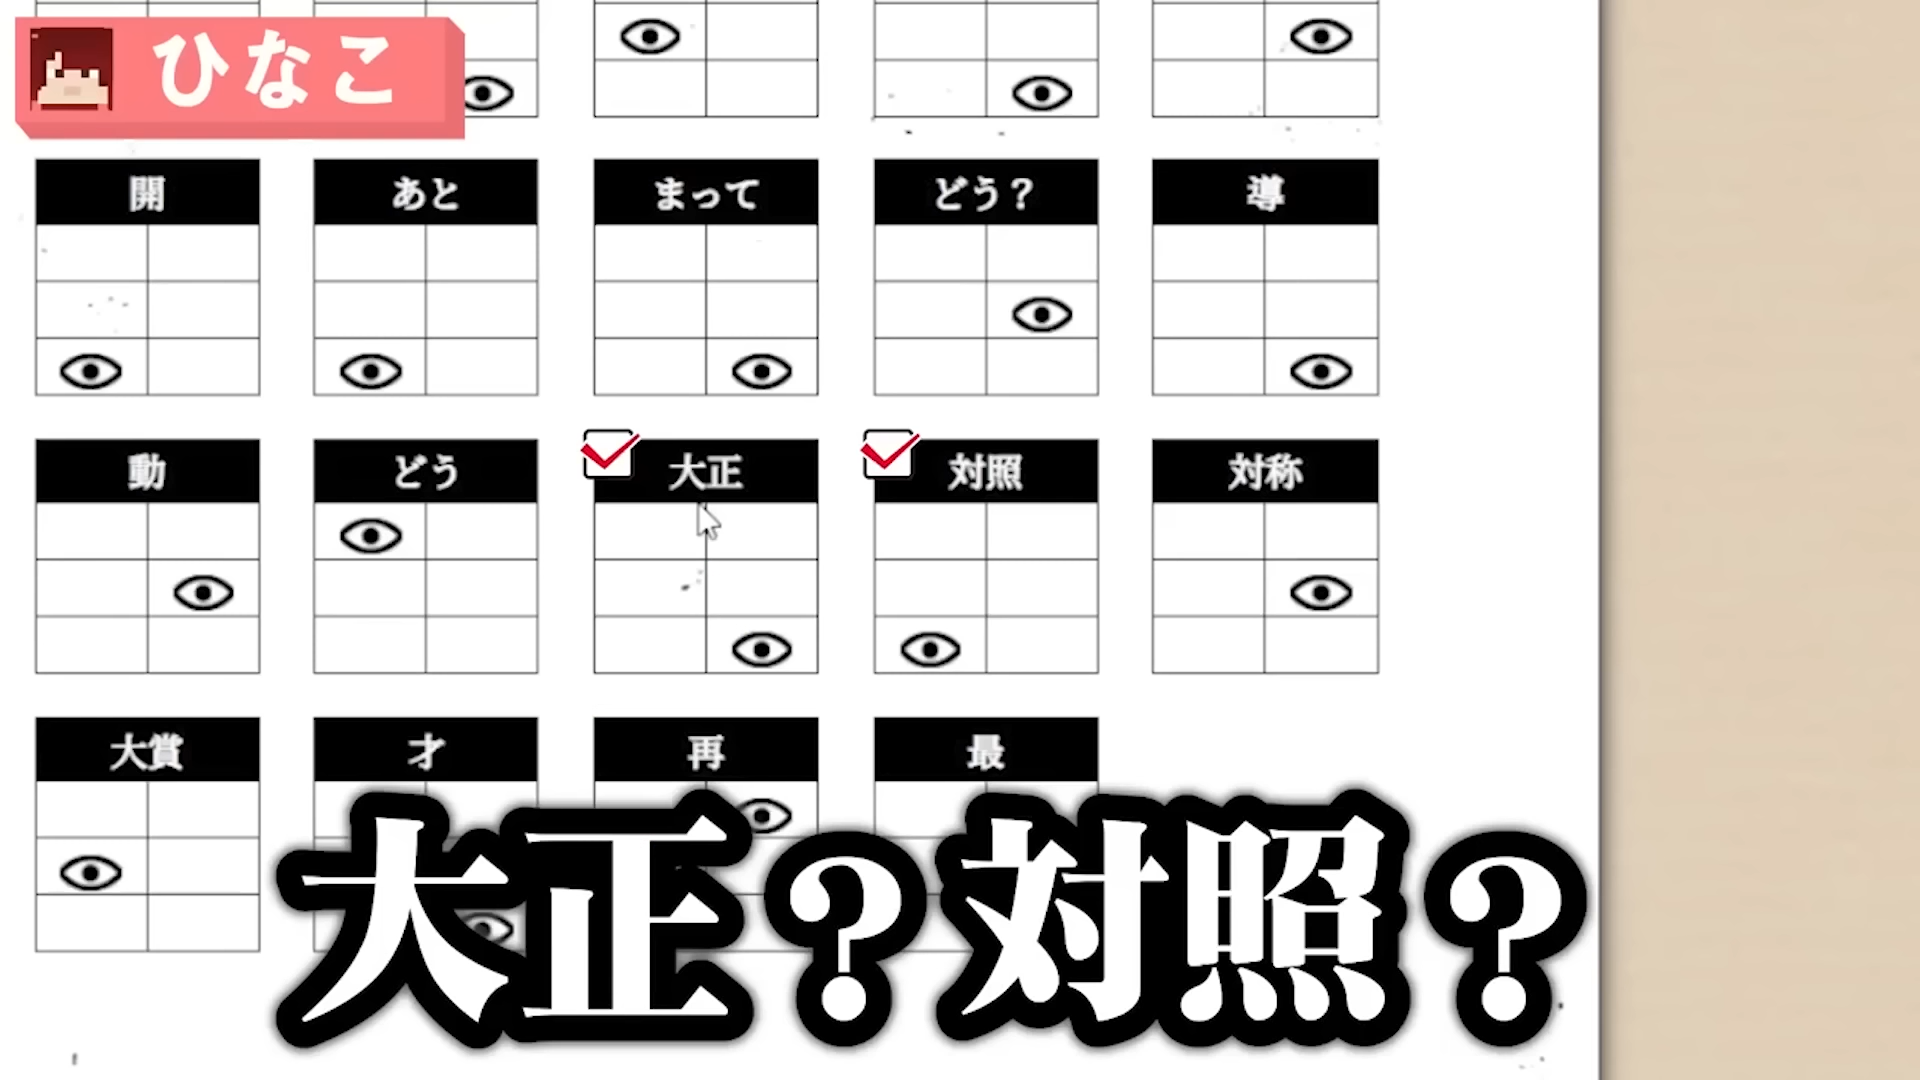 ひなこ
開 あと まって どう？ 導
動 どう 大正 対照 対称
大賞 才 再 最
大正？対照？